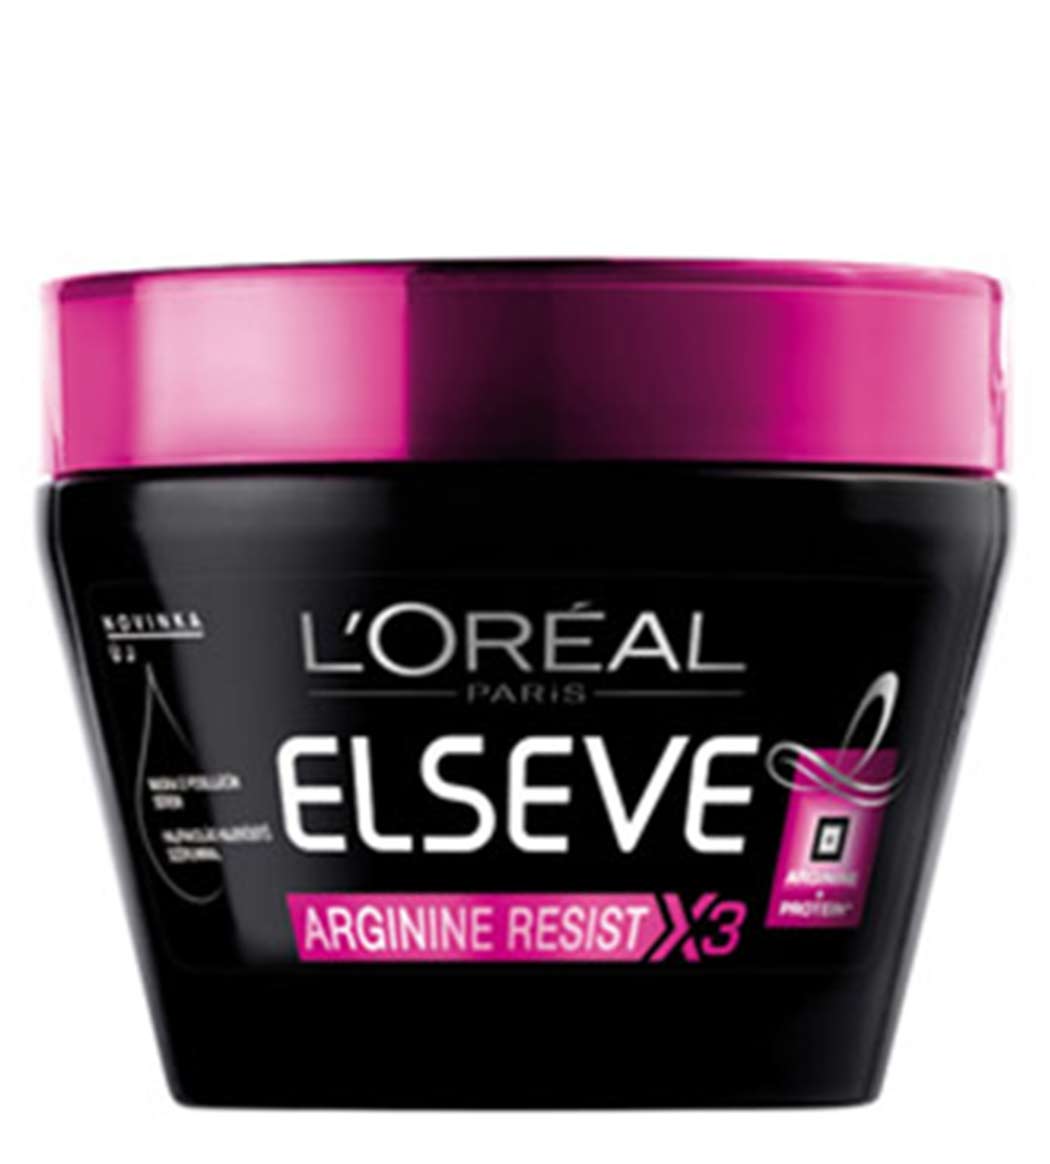 NOVINKA
ÚJ
L'ORÉAL
PARIS
ELSEVE
ARGININE RESIST X3
ARGININE
+
PROTEIN